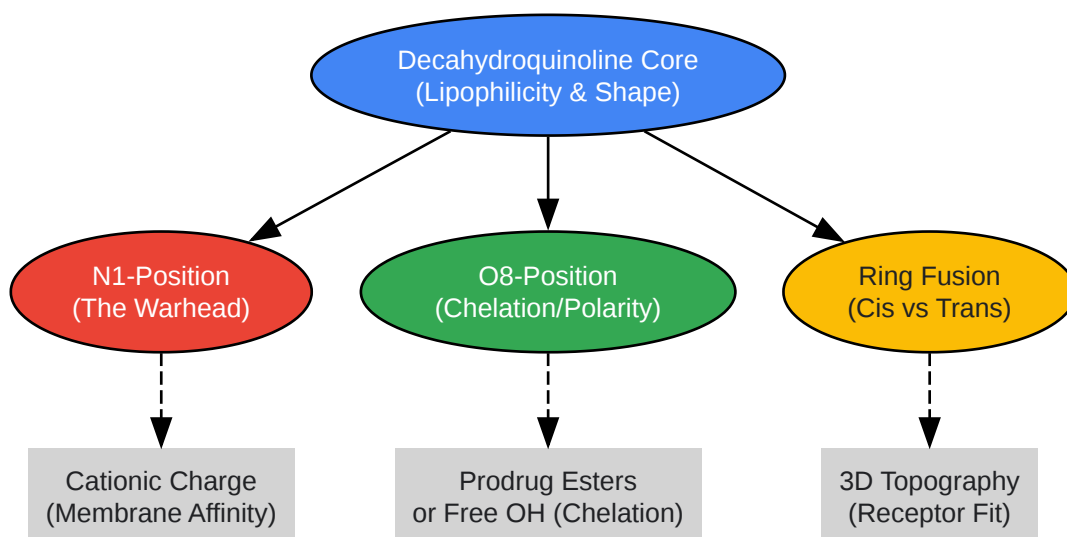 Decahydroquinoline Core
(Lipophilicity & Shape)
N1-Position
(The Warhead)
O8-Position
(Chelation/Polarity)
Ring Fusion
(Cis vs Trans)
Cationic Charge
(Membrane Affinity)
Prodrug Esters
or Free OH (Chelation)
3D Topography
(Receptor Fit)